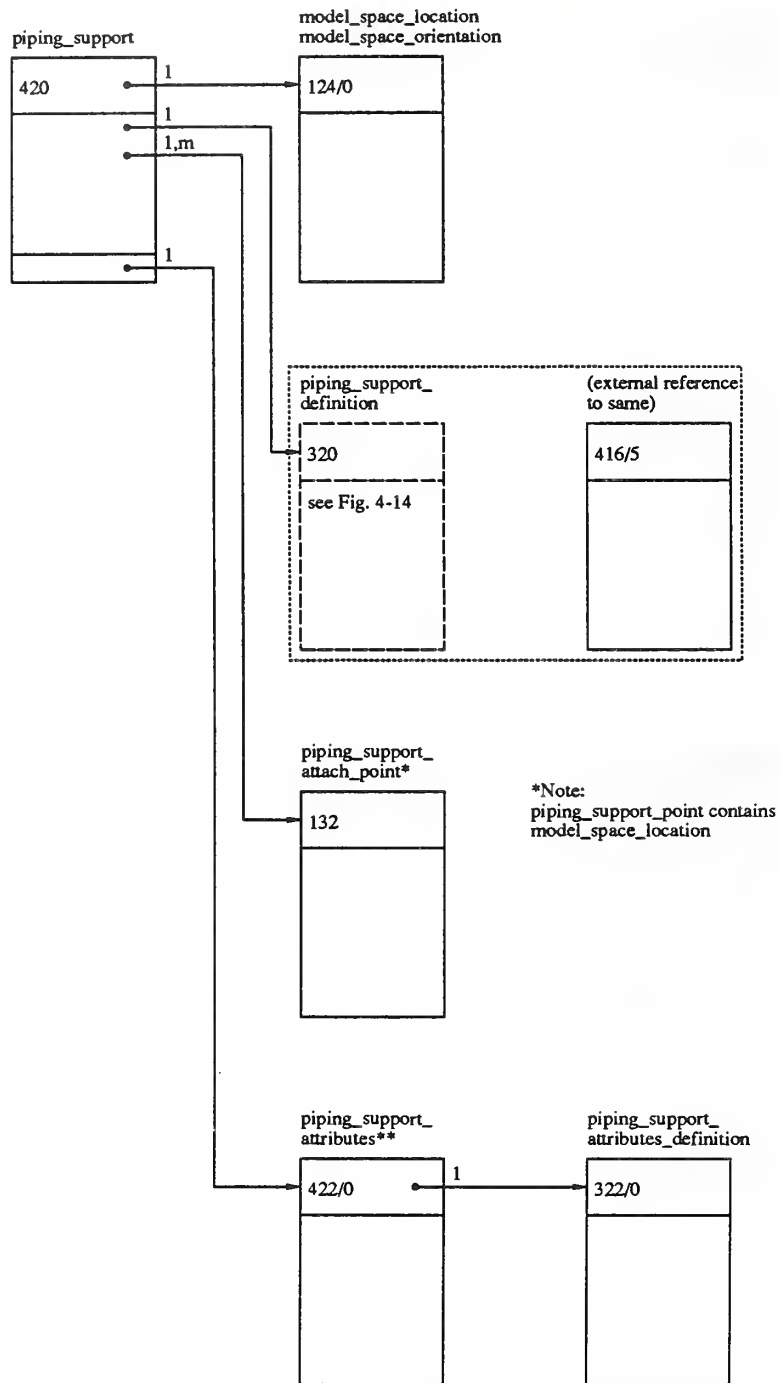 model_space_location
model_space_orientation
piping_support
420
1
124/0
1
1,m
1
piping_support_
definition
(external reference
to same)
320
416/5
see Fig. 4-14
piping_support_
attach_point*
132
*Note:
piping_support_point contains
model_space_location
piping_support_
attributes**
piping_support_
attributes_definition
422/0
1
322/0